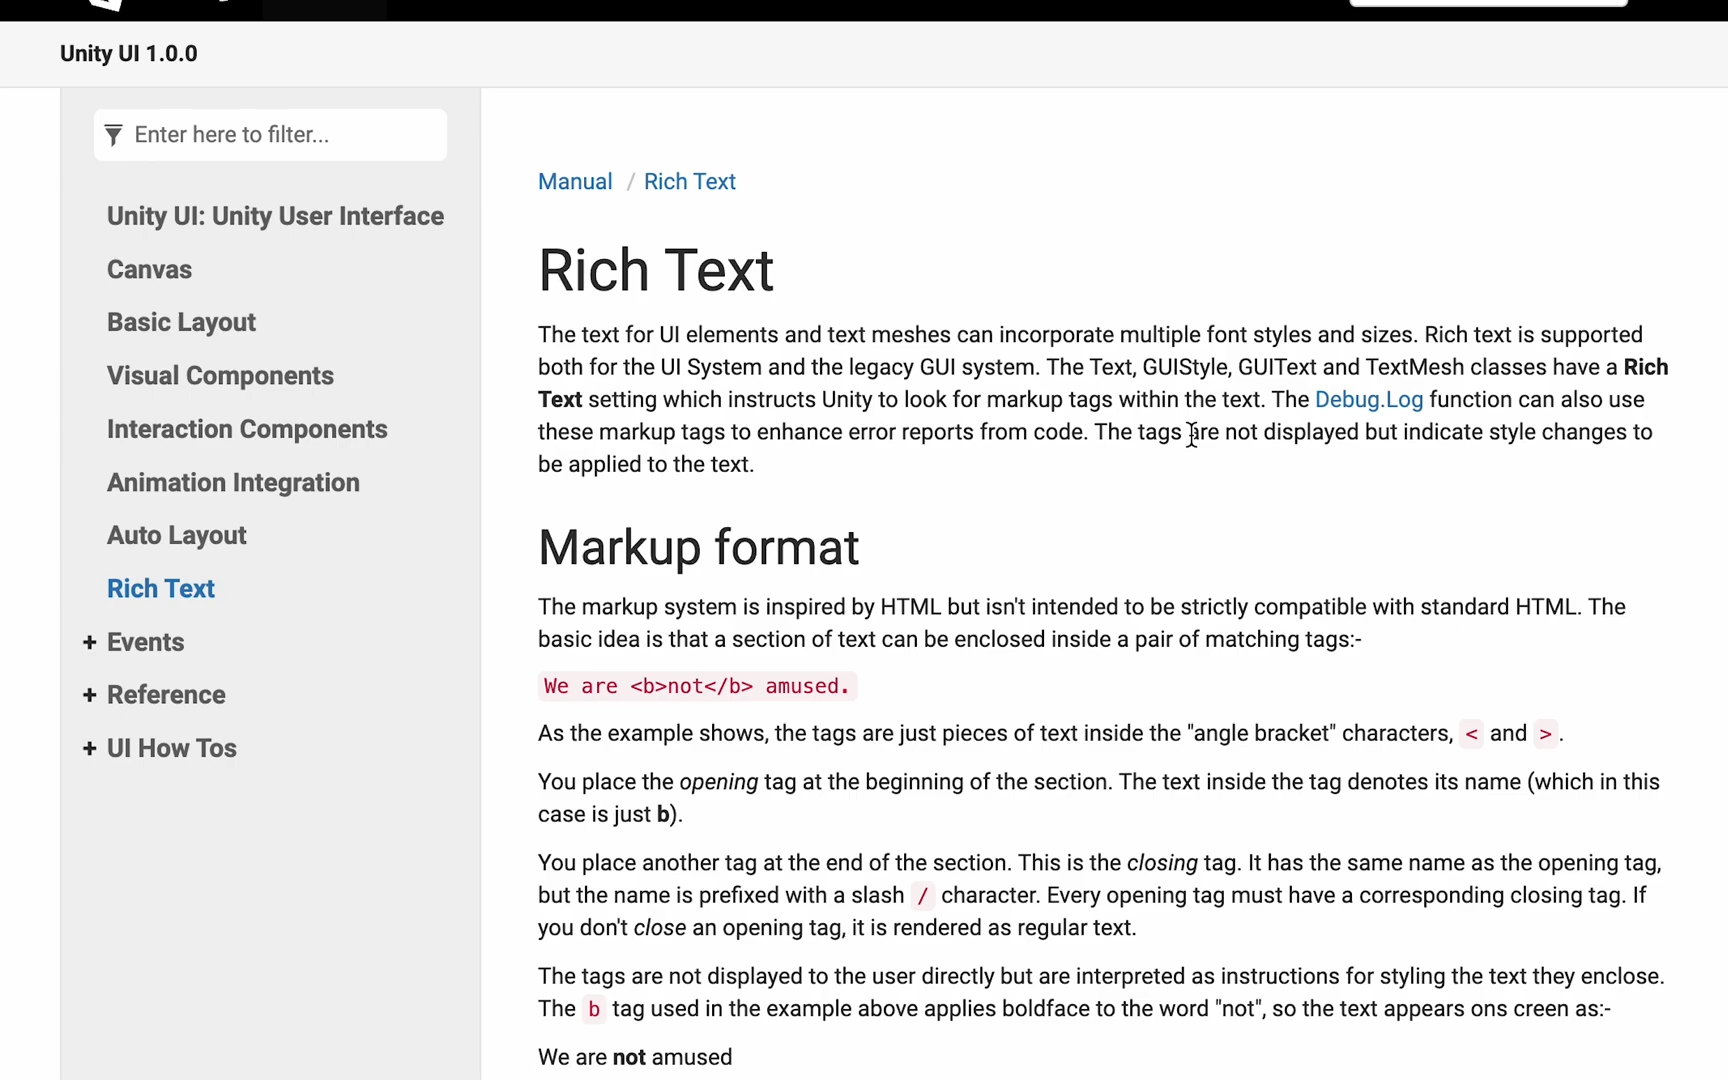 Unity UI 1.0.0
Enter here to filter...
Unity UI: Unity User Interface
Canvas
Basic Layout
Visual Components
Interaction Components
Animation Integration
Auto Layout
Rich Text
+ Events
+ Reference
+ UI How Tos
Manual / Rich Text
Rich Text
The text for UI elements and text meshes can incorporate multiple font styles and sizes. Rich text is supported
both for the UI System and the legacy GUI system. The Text, GUIStyle, GUIText and TextMesh classes have a Rich
Text setting which instructs Unity to look for markup tags within the text. The Debug.Log function can also use
these markup tags to enhance error reports from code. The tags are not displayed but indicate style changes to
be applied to the text.
Markup format
The markup system is inspired by HTML but isn't intended to be strictly compatible with standard HTML. The
basic idea is that a section of text can be enclosed inside a pair of matching tags:-
We are <b>not</b> amused.
As the example shows, the tags are just pieces of text inside the "angle bracket" characters, < and >.
You place the opening tag at the beginning of the section. The text inside the tag denotes its name (which in this
case is just b).
You place another tag at the end of the section. This is the closing tag. It has the same name as the opening tag,
but the name is prefixed with a slash / character. Every opening tag must have a corresponding closing tag. If
you don't close an opening tag, it is rendered as regular text.
The tags are not displayed to the user directly but are interpreted as instructions for styling the text they enclose.
The b tag used in the example above applies boldface to the word "not", so the text appears ons creen as:-
We are not amused